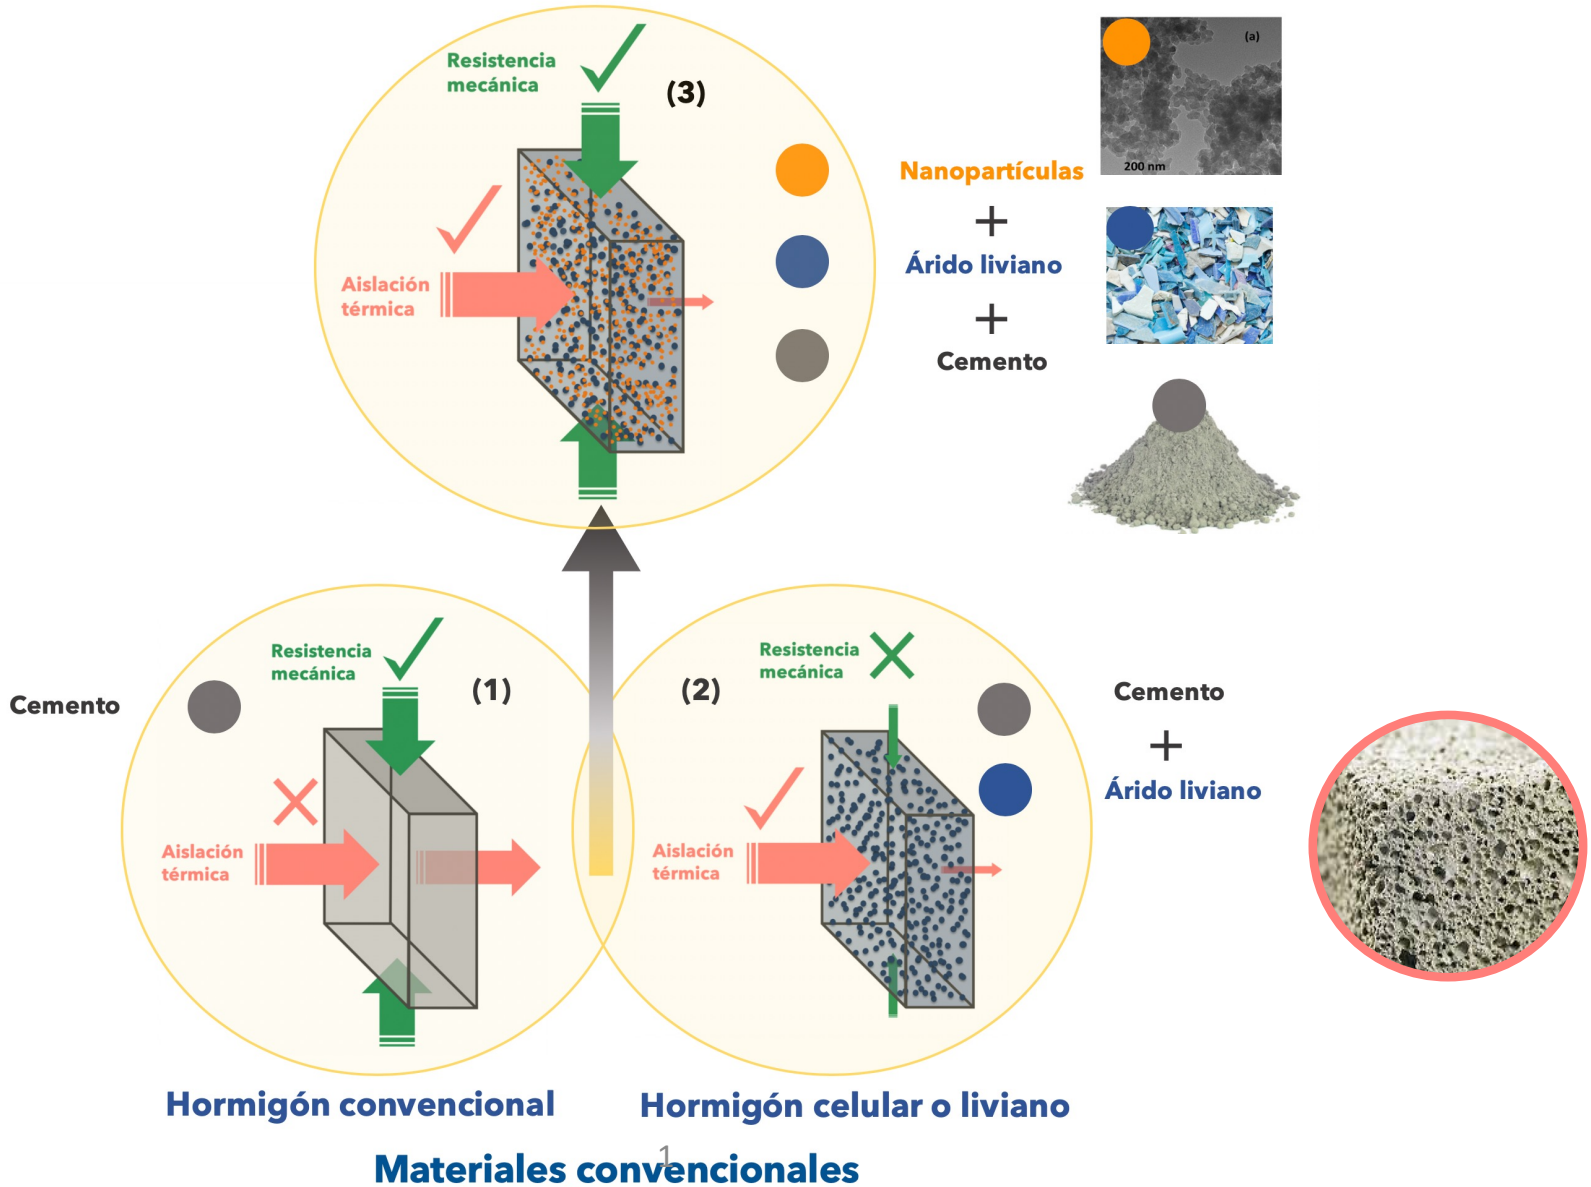 Resistencia
mecánica
(3)
Aislación
térmica
(a)
200 nm
Nanopartículas
+
Árido liviano
+
Cemento
Cemento
Resistencia
mecánica
(1)
Aislación
térmica
Resistencia
mecánica
(2)
Aislación
térmica
Cemento
+
Árido liviano
Hormigón convencional
Hormigón celular o liviano
Materiales convencionales
1